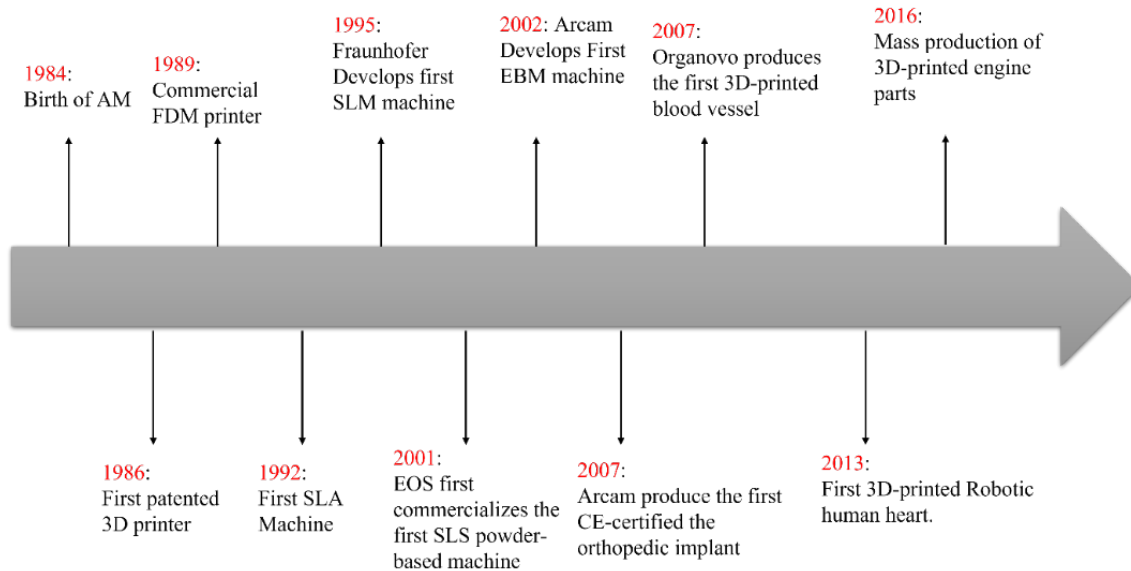 1984:
Birth of AM
1989:
Commercial
FDM printer
1995:
Fraunhofer
Develops first
SLM machine
2002: Arcam
Develops First
EBM machine
2007:
Organovo produces
the first 3D-printed
blood vessel
2016:
Mass production of
3D-printed engine
parts
1986:
First patented
3D printer
1992:
First SLA
Machine
2001:
EOS first
commercializes the
first SLS powder-
based machine
2007:
Arcam produce the first
CE-certified the
orthopedic implant
2013:
First 3D-printed Robotic
human heart.